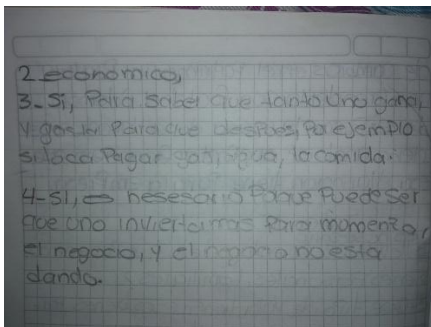 2. economico,
3- Si, Para saber que tanto uno gana,
y gasta Para que despues, Por ejemplo
si toca Pagar gas, agua, la comida.
4- SI, es nesesario Porque Puede ser
que uno invierta mas Para momento,
el negocio, y el negocio no esta
dando.